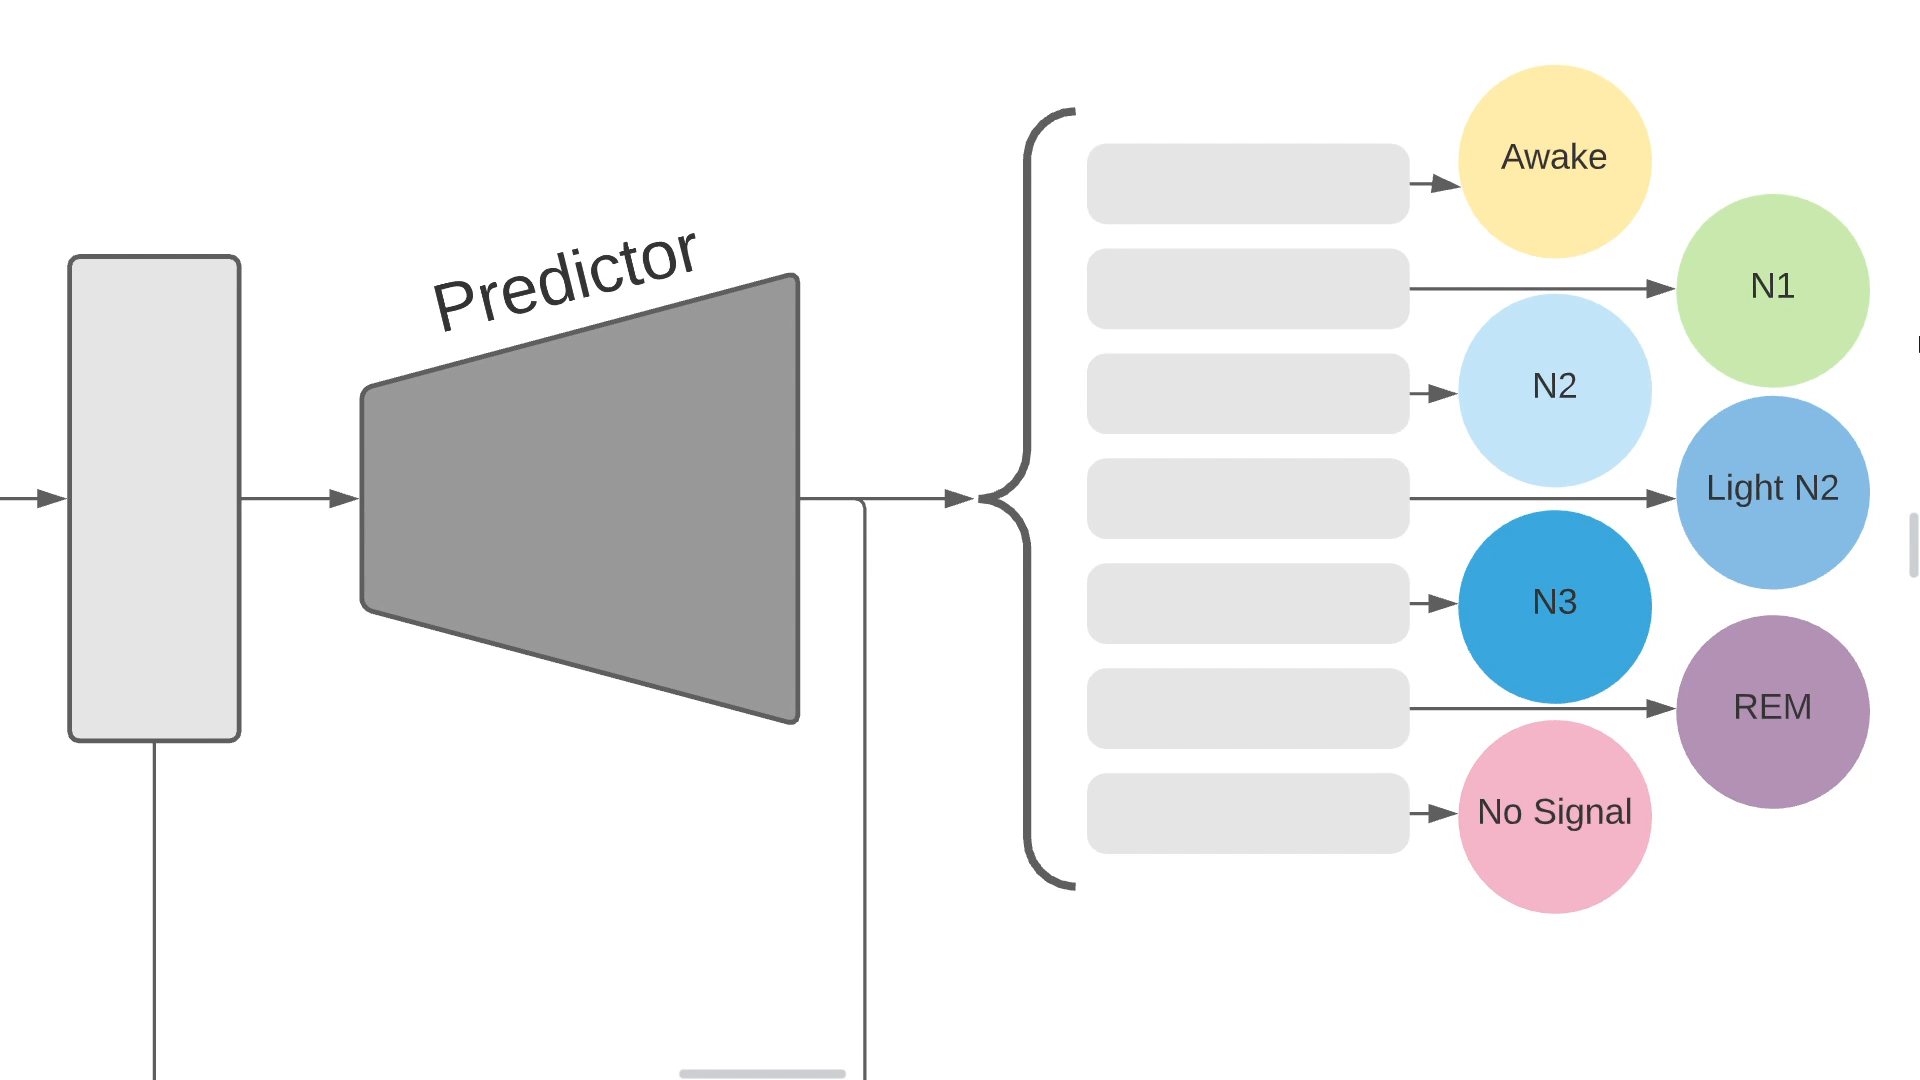 Predictor
Awake
N1
N2
Light N2
N3
REM
No Signal